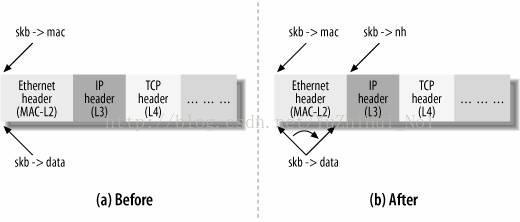 skb -> mac
Ethernet
header
(MAC-L2)
IP
header
(L3)
TCP
header
(L4)
... ... ...
skb -> data
(a) Before
skb -> mac
skb -> nh
Ethernet
header
(MAC-L2)
IP
header
(L3)
TCP
header
(L4)
... ... ...
skb -> data
(b) After